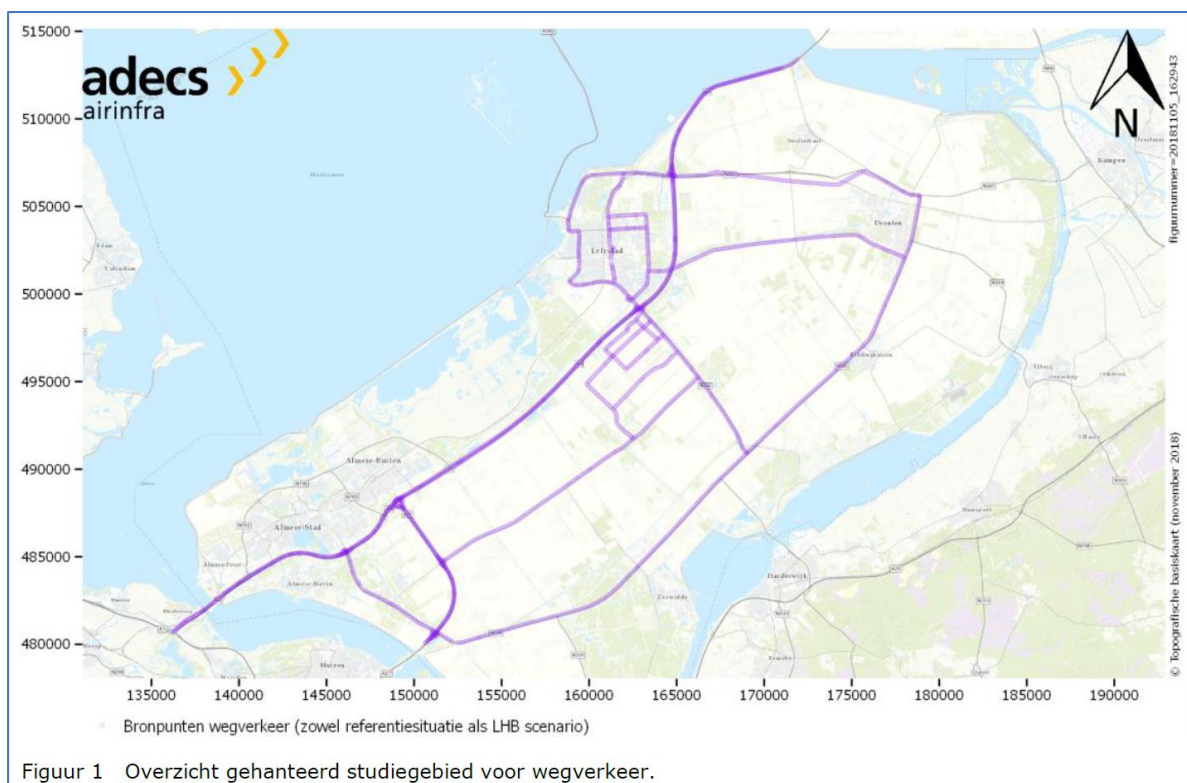 515000
510000
505000
500000
495000
490000
485000
480000
adecs
airinfra
N
Kampen
Dronten
Lelystad
Almere-Buiten
Almere-Stad
Almere-Haven
Huizen
Zeewolde
Harderwijk
Elburg
Nunspeet
figuurnummer=20181105_162943
© Topografische basiskaart (november 2018)
135000 140000 145000 150000 155000 160000 165000 170000 175000 180000 185000 190000
Bronpunten wegverkeer (zowel referentiesituatie als LHB scenario)
Figuur 1 Overzicht gehanteerd studiegebied voor wegverkeer.